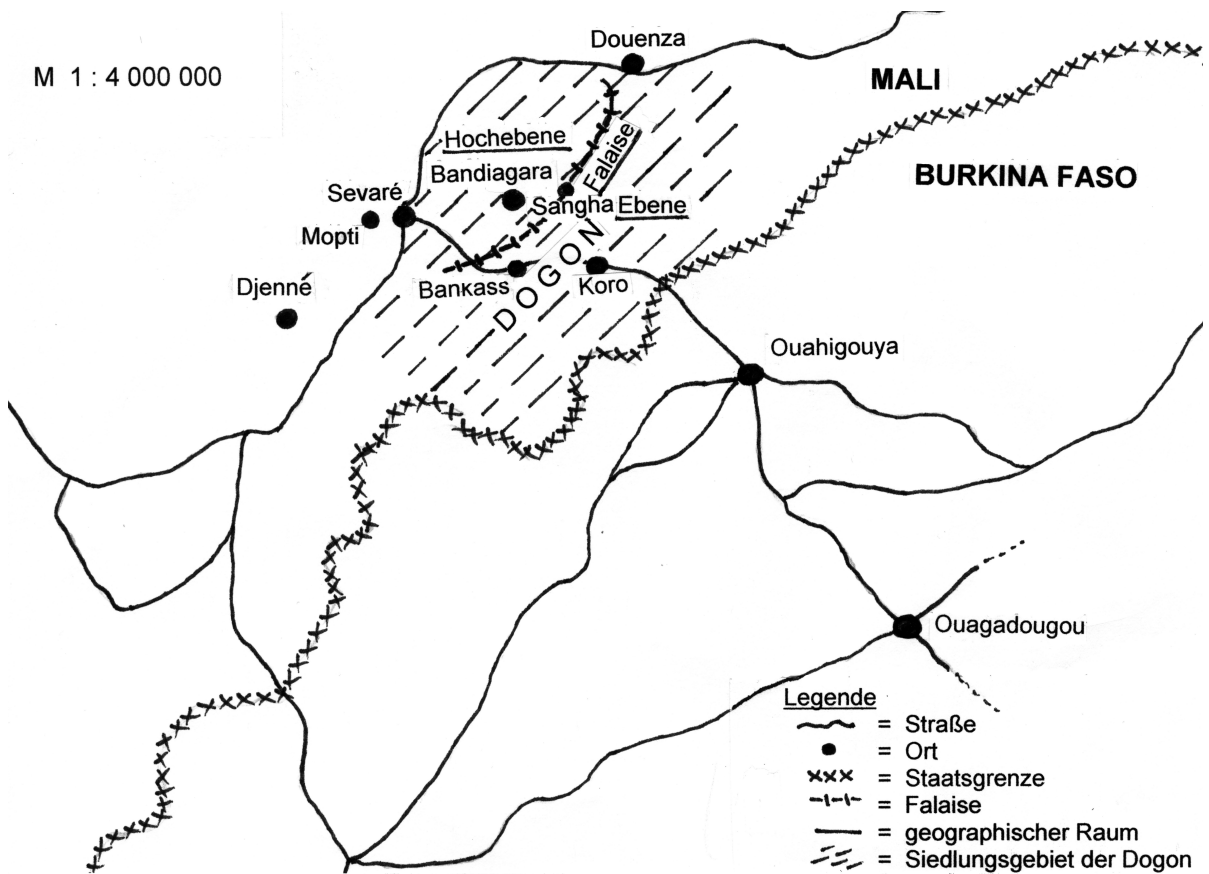 Douenza
M 1 : 4 000 000
MALI
Hochebene
Falaise
BURKINA FASO
Bandiagara
Sevaré
Sangha
Ebene
Mopti
DOGON
Djenné
Bankass
Koro
Ouahigouya
Ouagadougou
Legende
= Straße
= Ort
= Staatsgrenze
= Falaise
= geographischer Raum
= Siedlungsgebiet der Dogon